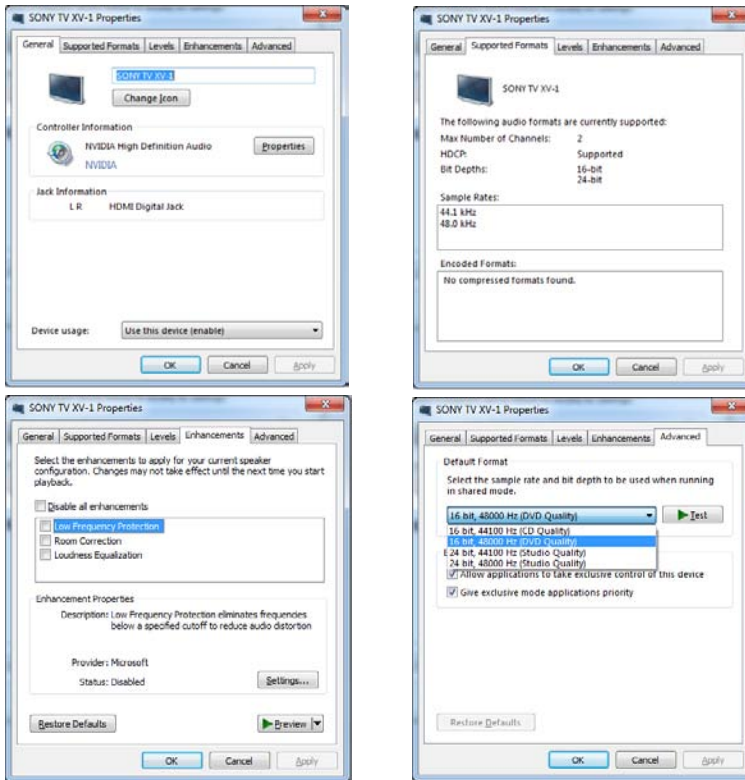 SONY TV XV-1 Properties
General Supported Formats Levels Enhancements Advanced
SONY TV XV-1
Change Icon
Controller Information
NVIDIA High Definition Audio
Properties
NVIDIA
Jack Information
L R HDMI Digital Jack
Device usage: Use this device (enable)
OK Cancel Apply
SONY TV XV-1 Properties
General Supported Formats Levels Enhancements Advanced
SONY TV XV-1
The following audio formats are currently supported:
Max Number of Channels: 2
HDCP: Supported
Bit Depths: 16-bit
24-bit
Sample Rates:
44.1 kHz
48.0 kHz
Encoded Formats:
No compressed formats found.
OK Cancel Apply
SONY TV XV-1 Properties
General Supported Formats Levels Enhancements Advanced
Select the enhancements to apply for your current speaker
configuration. Changes may not take effect until the next time you start
playback.
Disable all enhancements
Low Frequency Protection
Room Correction
Loudness Equalization
Enhancement Properties
Description: Low Frequency Protection eliminates frequencies
below a specified cutoff to reduce audio distortion
Provider: Microsoft
Status: Disabled
Settings...
Restore Defaults
Preview
OK Cancel Apply
SONY TV XV-1 Properties
General Supported Formats Levels Enhancements Advanced
Default Format
Select the sample rate and bit depth to be used when running
in shared mode.
16 bit, 48000 Hz (DVD Quality)
Test
16 bit, 44100 Hz (CD Quality)
16 bit, 48000 Hz (DVD Quality)
24 bit, 44100 Hz (Studio Quality)
24 bit, 48000 Hz (Studio Quality)
Allow applications to take exclusive control of this device
Give exclusive mode applications priority
Restore Defaults
OK Cancel Apply